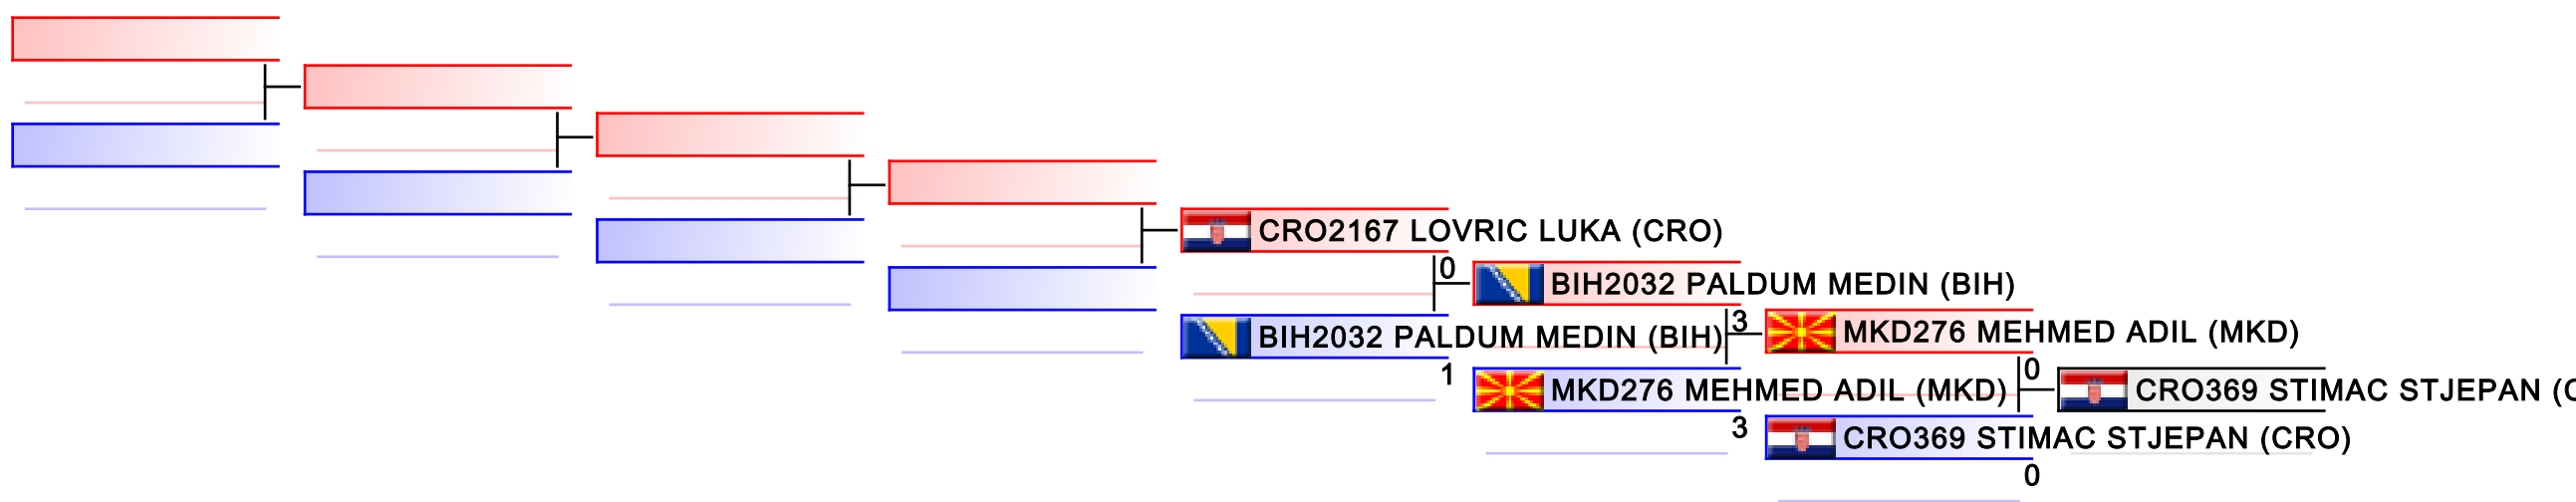 CRO2167 LOVRIC LUKA (CRO)
0
BIH2032 PALDUM MEDIN (BIH)
BIH2032 PALDUM MEDIN (BIH)
3
MKD276 MEHMED ADIL (MKD)
1
0
MKD276 MEHMED ADIL (MKD)
CRO369 STIMAC STJEPAN (C
3
CRO369 STIMAC STJEPAN (CRO)
0